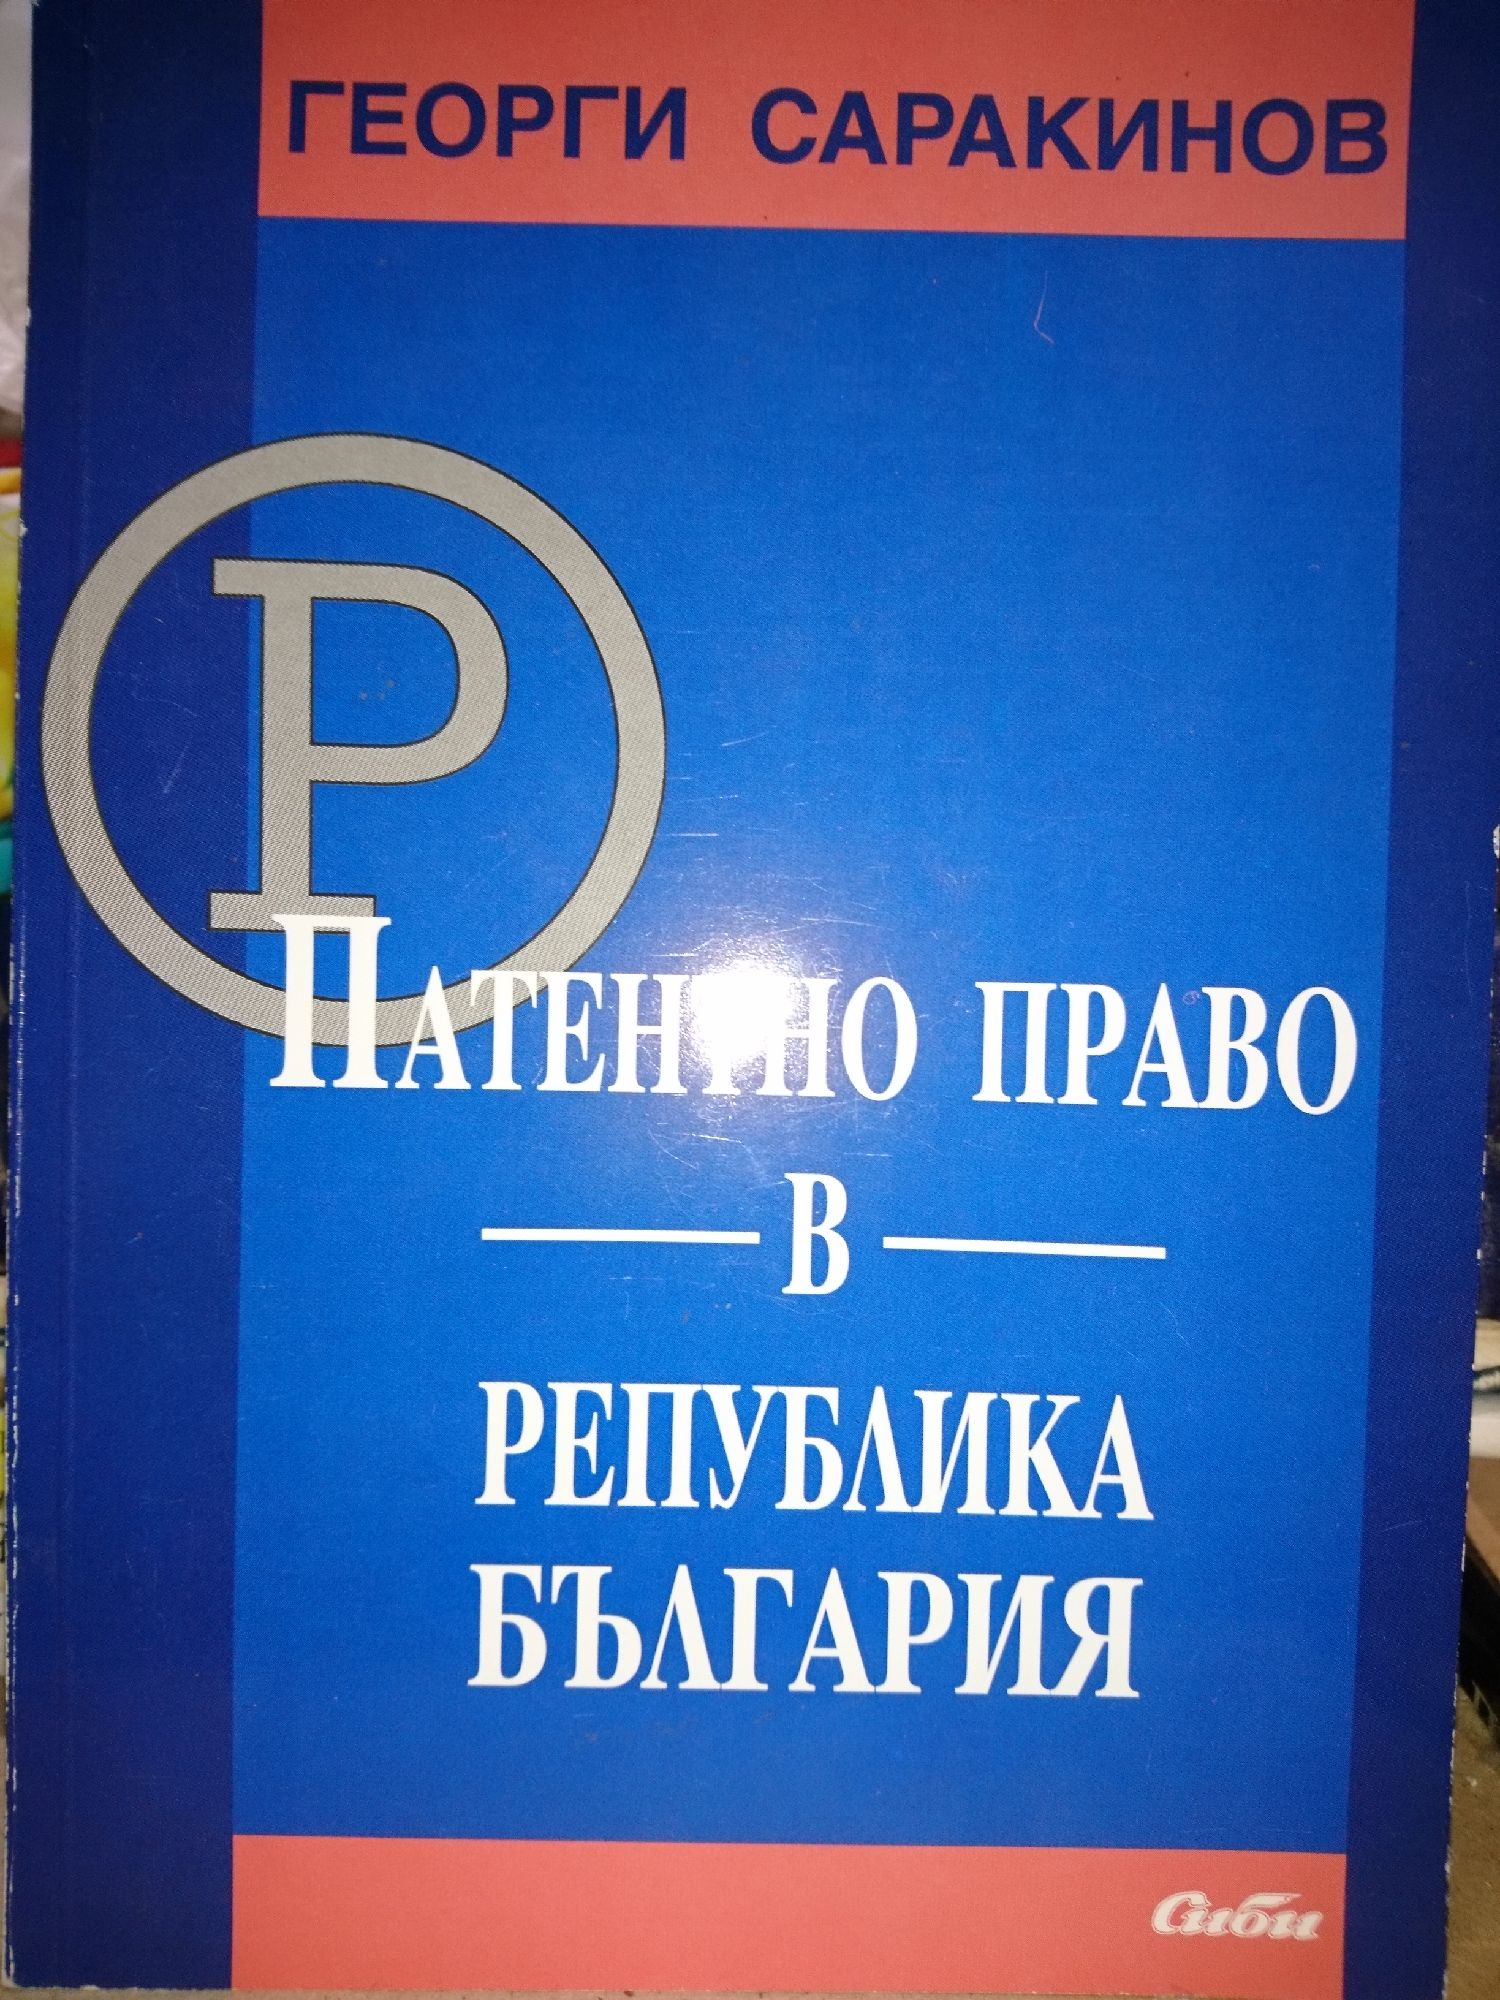 ГЕОРГИ САРАКИНОВ
P
ПАТЕНТНО ПРАВО
В
РЕПУБЛИКА
БЪЛГАРИЯ
Сиби